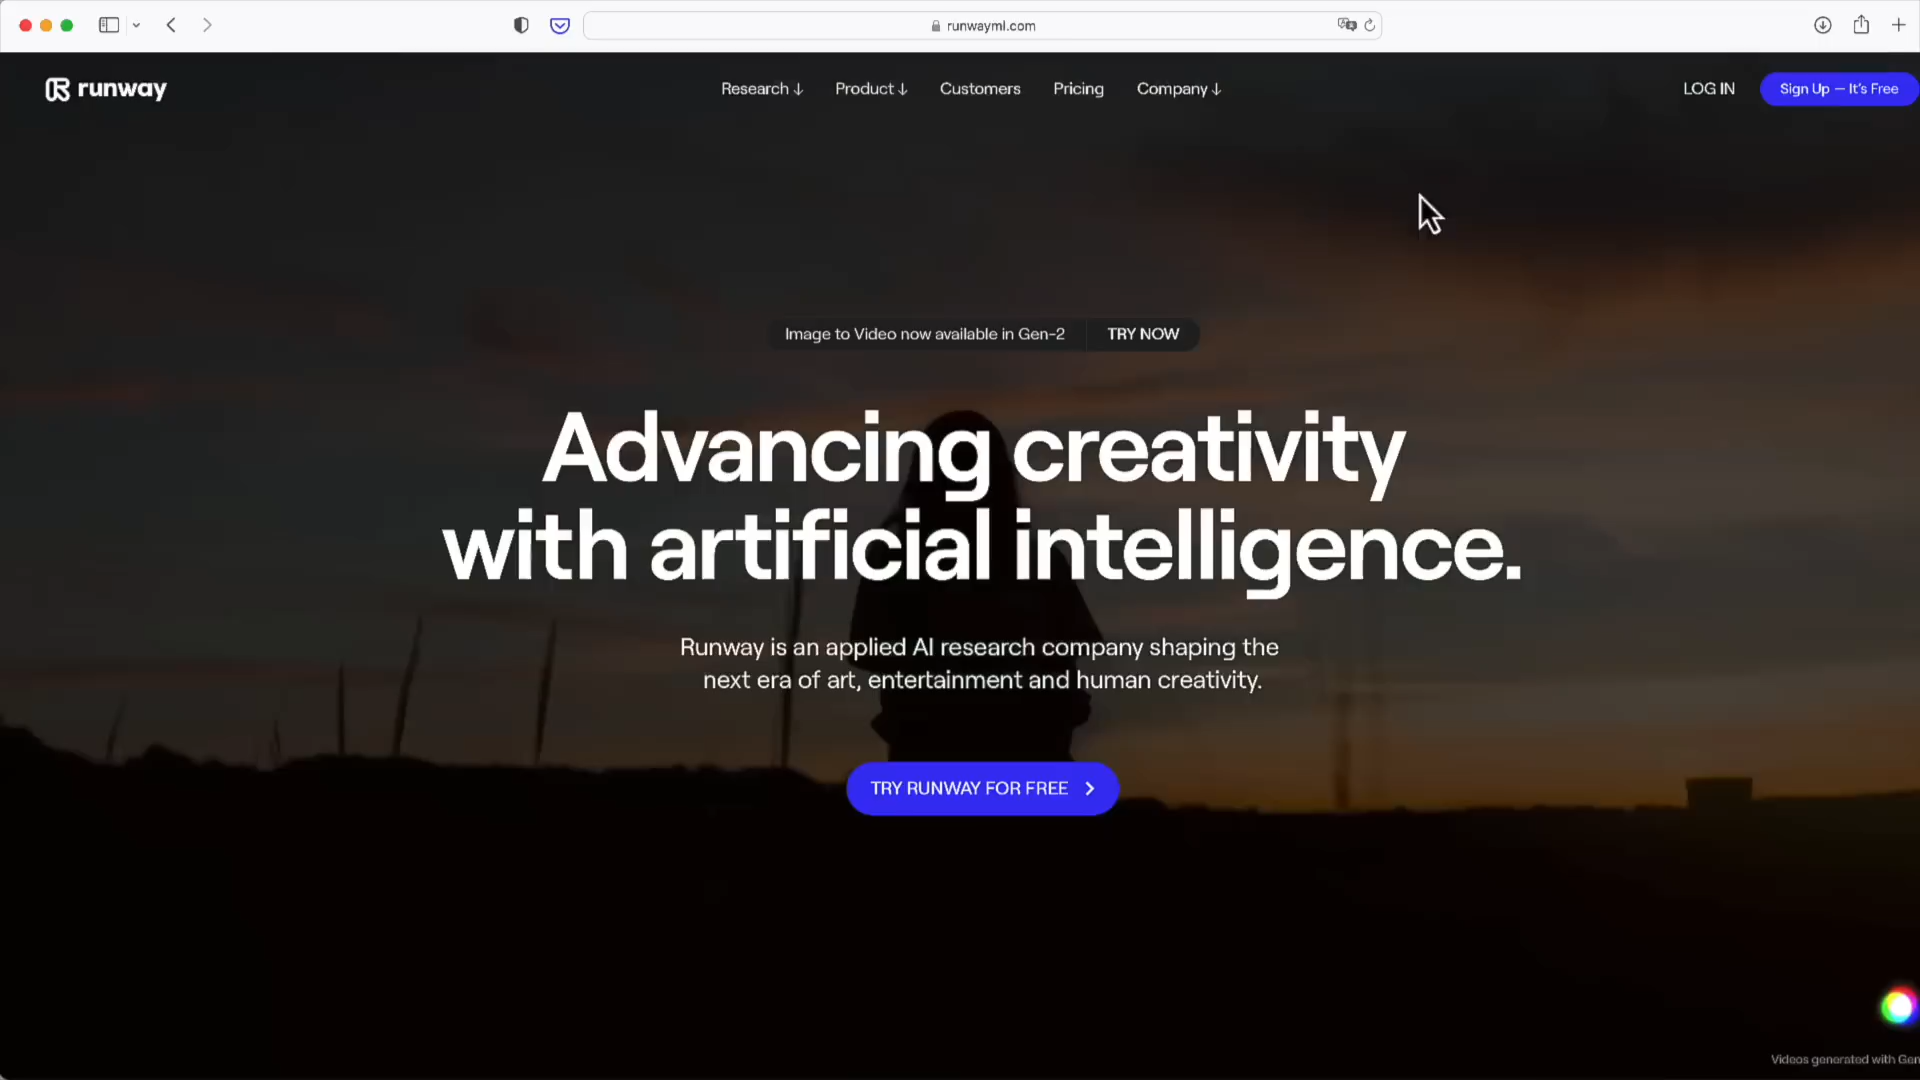 runwayml.com
runway
Research ↓
Product ↓
Customers
Pricing
Company ↓
LOG IN
Sign Up — It's Free
Image to Video now available in Gen-2
TRY NOW
Advancing creativity
with artificial intelligence.
Runway is an applied AI research company shaping the
next era of art, entertainment and human creativity.
TRY RUNWAY FOR FREE
Videos generated with Gen